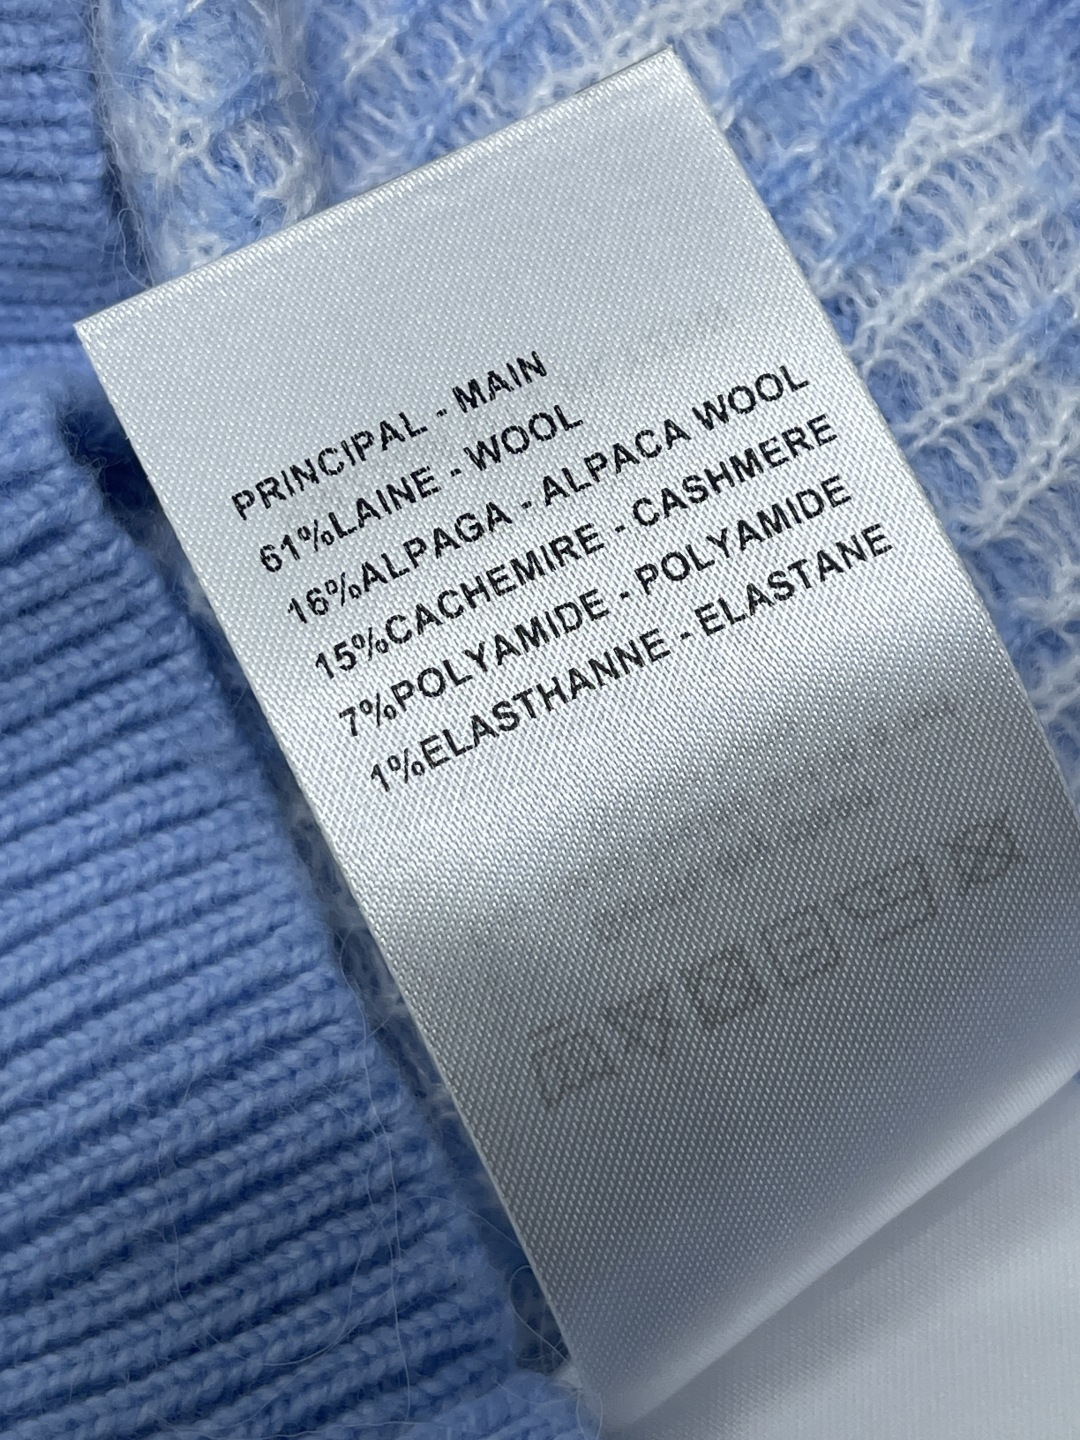 PRINCIPAL - MAIN
61%LAINE - WOOL
16%ALPAGA - ALPACA WOOL
15%CACHEMIRE - CASHMERE
7%POLYAMIDE - POLYAMIDE
1%ELASTHANNE - ELASTANE